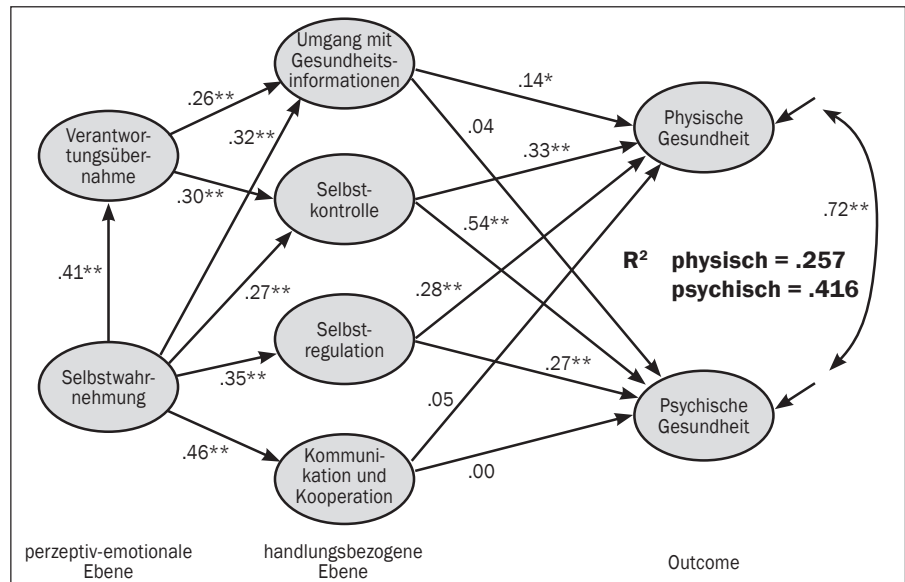 Umgang mit
Gesundheits-
informationen
.14*
.26**
.04
Physische
Gesundheit
Verantwor-
tungsüber-
nahme
.32**
.33**
.30**
Selbst-
kontrolle
.54**
.72**
.41**
R² physisch = .257
psychisch = .416
.27**
.28**
Selbst-
regulation
.27**
Selbstwahr-
nehmung
.35**
.05
Psychische
Gesundheit
.46**
Kommuni-
kation und
Kooperation
.00
perzeptiv-emotionale
Ebene
handlungsbezogene
Ebene
Outcome